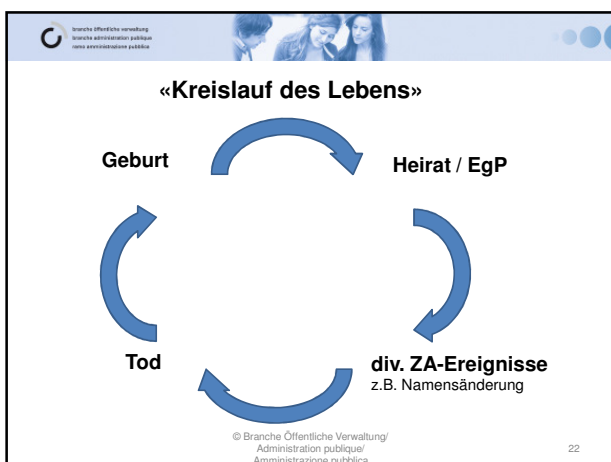 branche öffentliche verwaltung
branche administration publique
ramo amministrazione pubblica
«Kreislauf des Lebens»
Geburt
Heirat / EgP
Tod
div. ZA-Ereignisse
z.B. Namensänderung
© Branche Öffentliche Verwaltung/
Administration publique/
Amministrazione pubblica
22